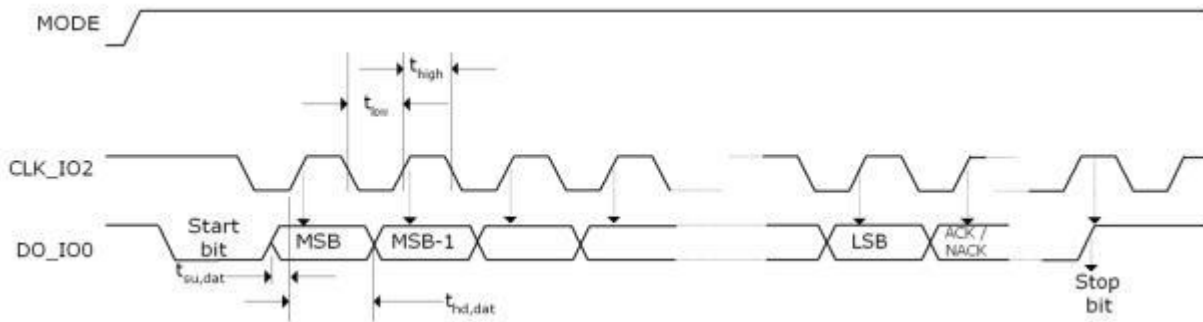 MODE
t_high
t_low
CLK_IO2
DO_IO0
Start bit
MSB
MSB-1
LSB
ACK / NACK
t_su,dat
t_hd,dat
Stop bit